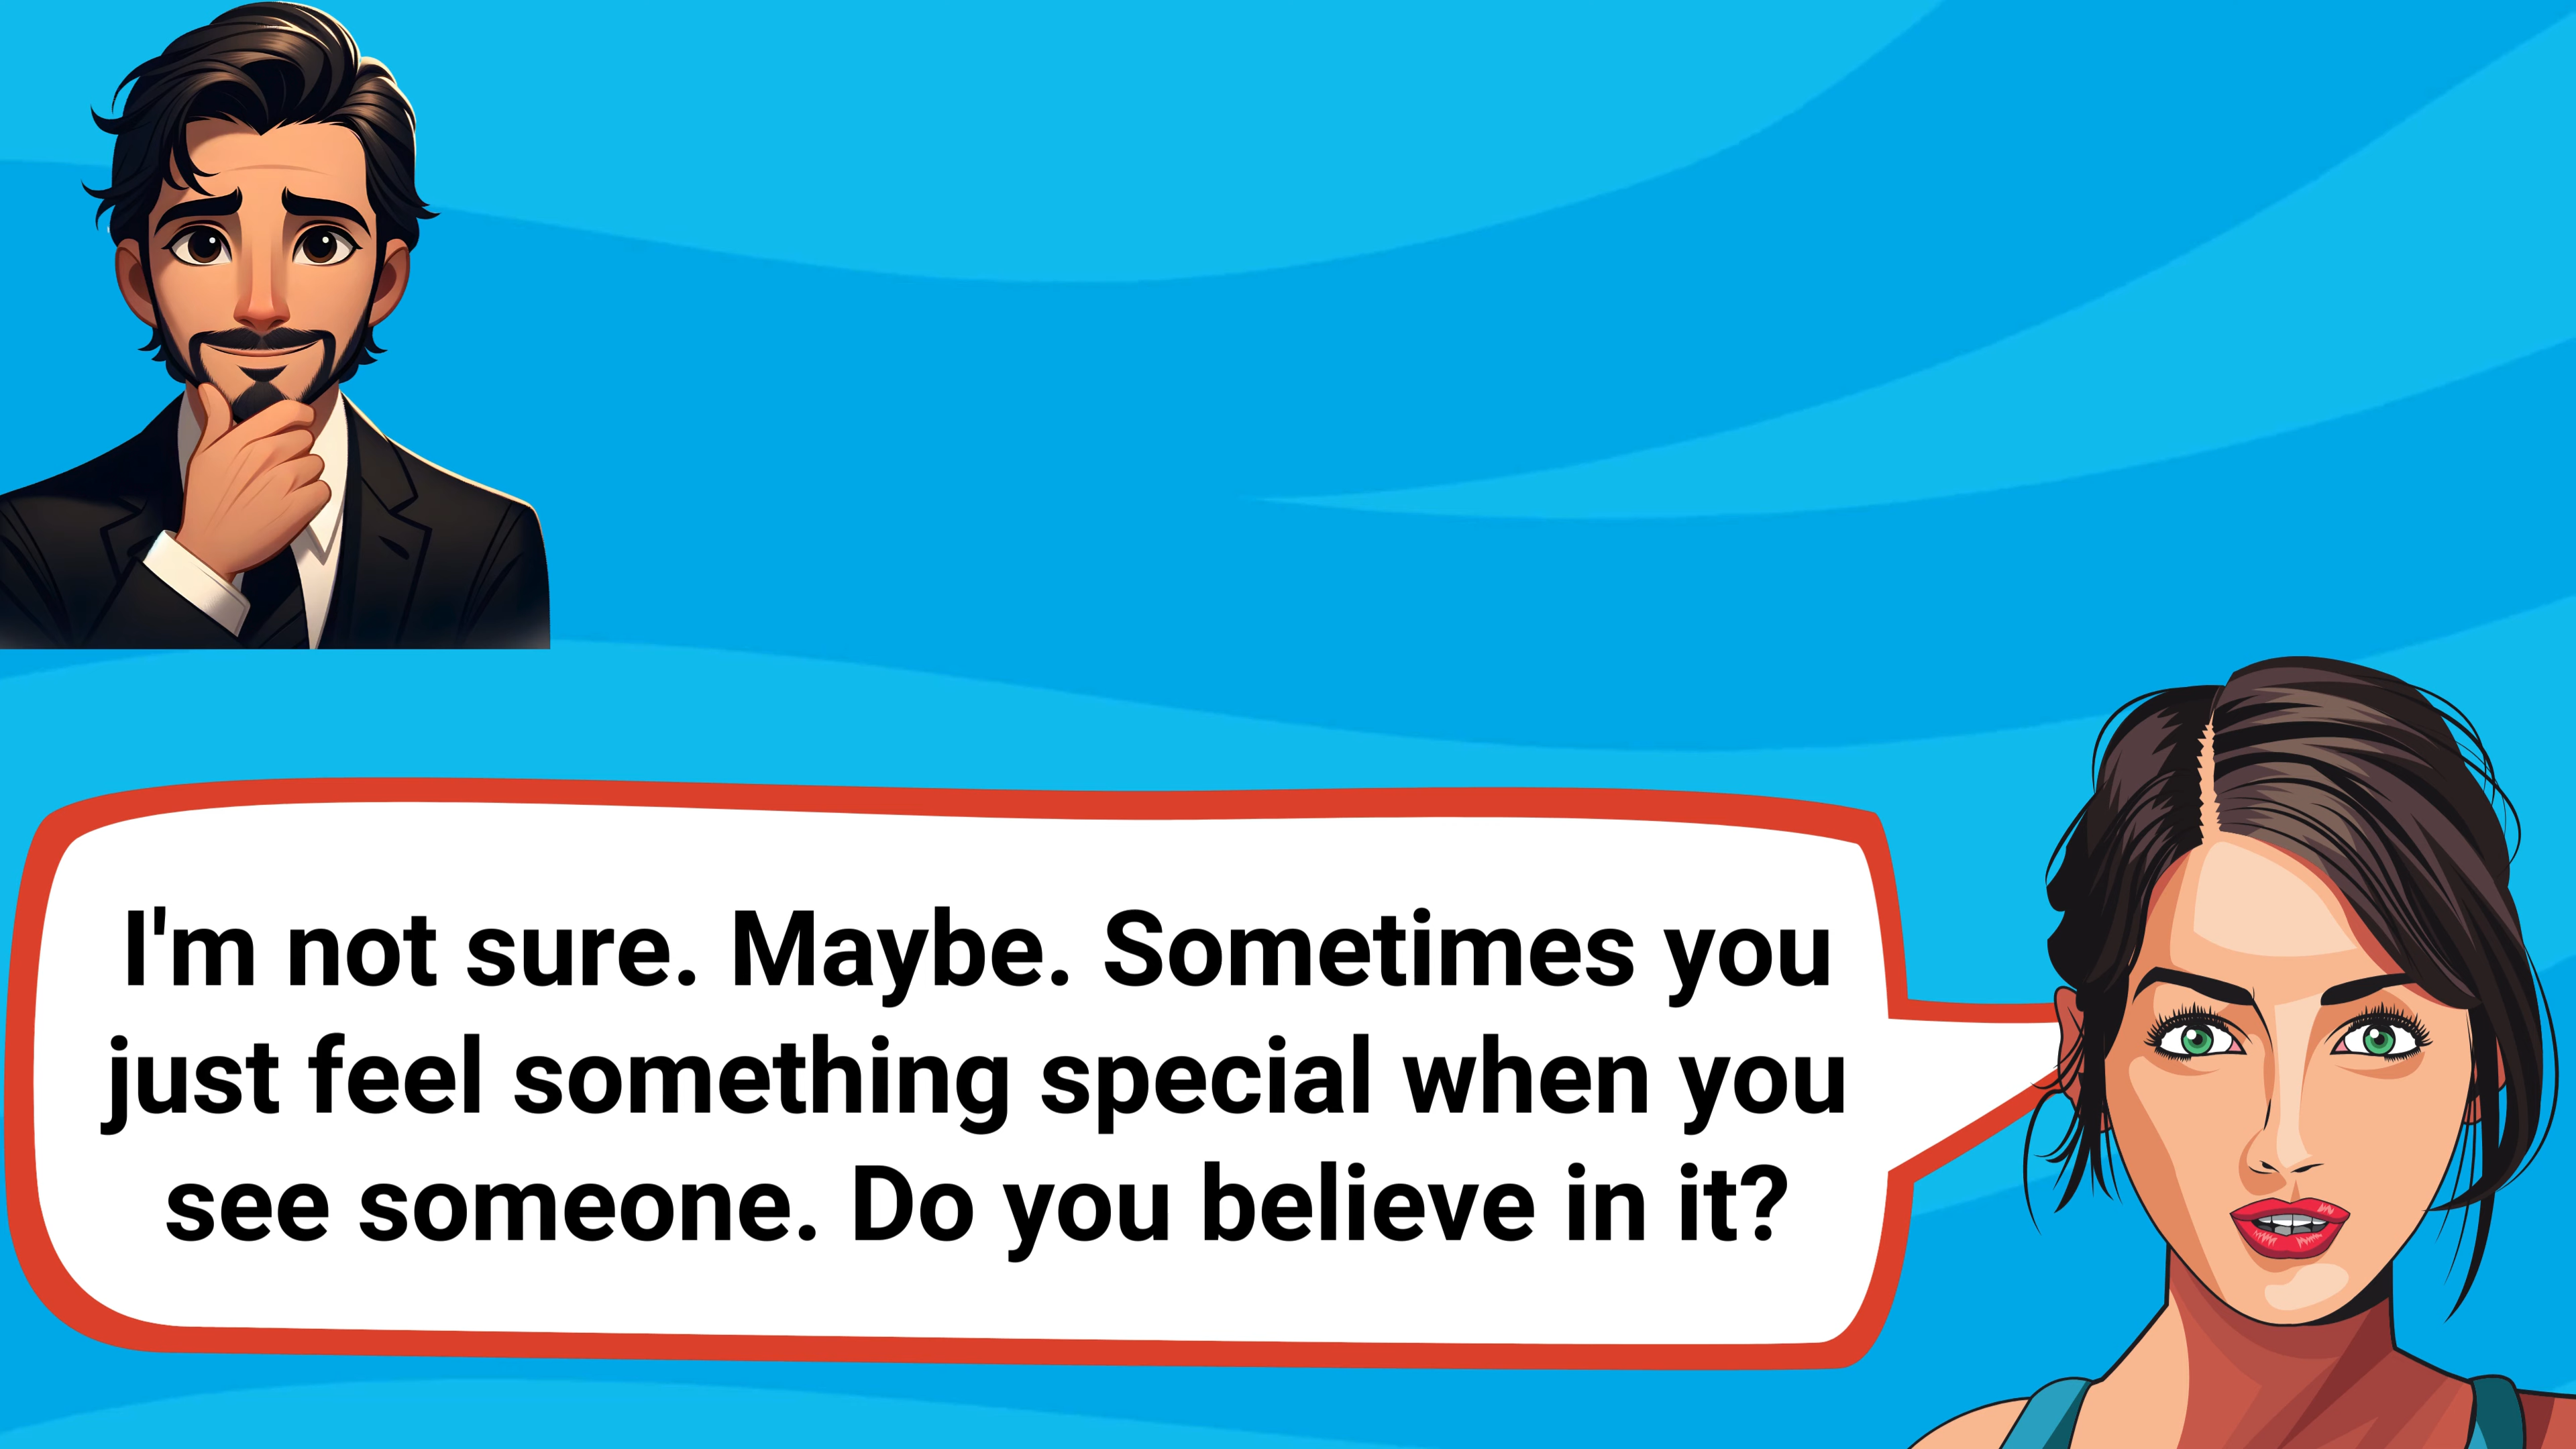 I'm not sure. Maybe. Sometimes you
just feel something special when you
see someone. Do you believe in it?